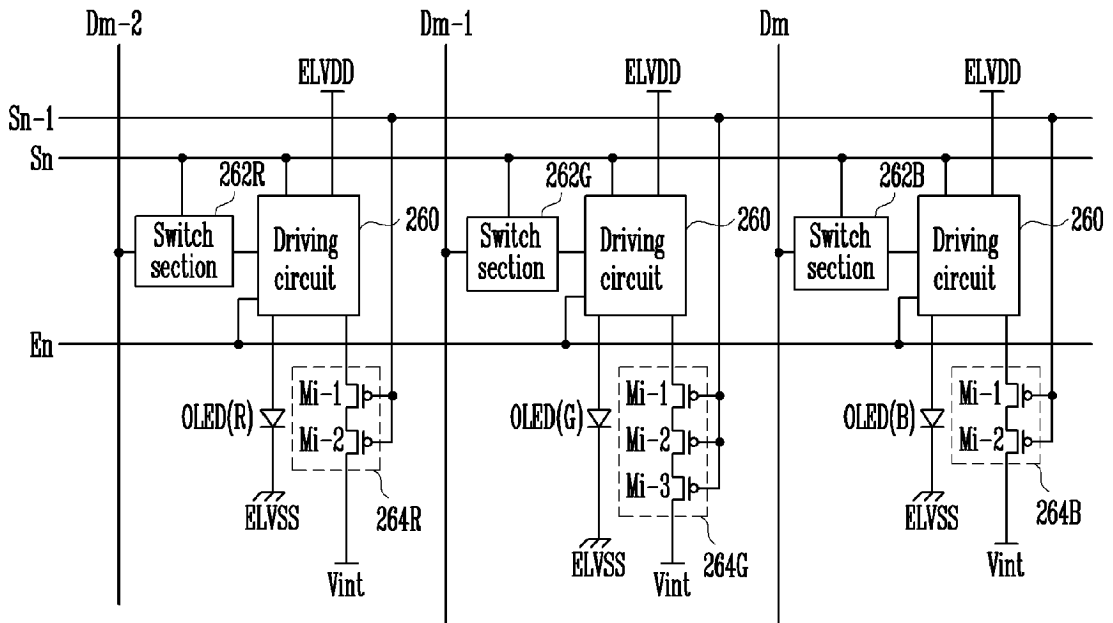 Dm-2 Dm-1 Dm
ELVDD ELVDD ELVDD
Sn-1
Sn
262R 262G 262B
260 260 260
Switch section Driving circuit Switch section Driving circuit Switch section Driving circuit
En
Mi-1 Mi-1 Mi-1
OLED(R) OLED(G) OLED(B)
Mi-2 Mi-2 Mi-2
Mi-3
ELVSS 264R ELVSS 264B
ELVSS 264G
Vint Vint Vint